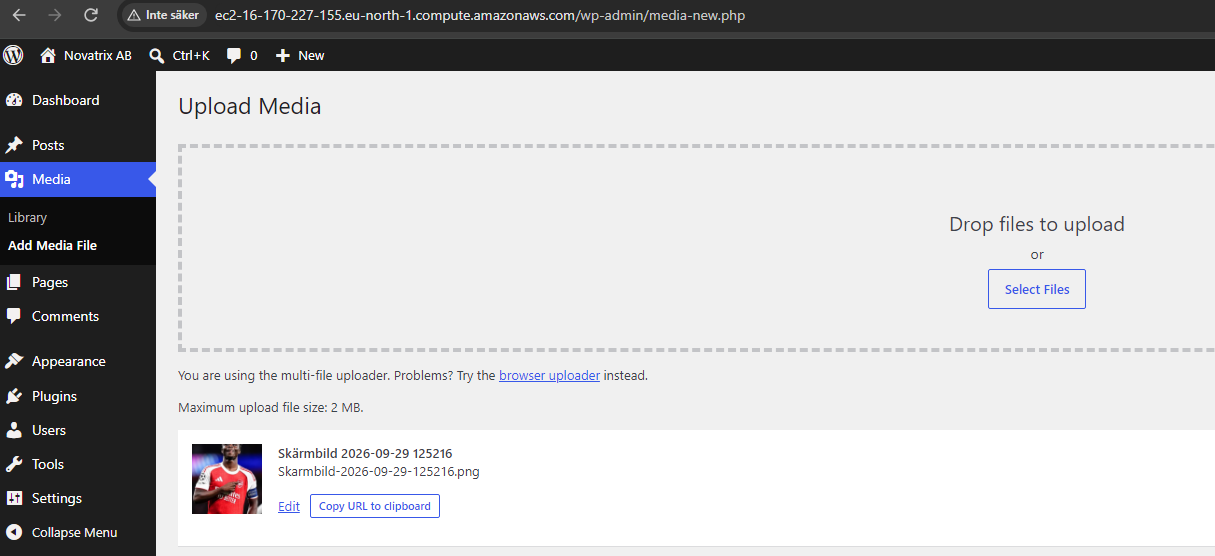 Inte säker
ec2-16-170-227-155.eu-north-1.compute.amazonaws.com/wp-admin/media-new.php
Novatrix AB
Ctrl+K
0
New
Dashboard
Posts
Media
Library
Add Media File
Pages
Comments
Appearance
Plugins
Users
Tools
Settings
Collapse Menu
Upload Media
Drop files to upload
or
Select Files
You are using the multi-file uploader. Problems? Try the browser uploader instead.
Maximum upload file size: 2 MB.
Skärmbild 2026-09-29 125216
Skarmbild-2026-09-29-125216.png
Edit
Copy URL to clipboard